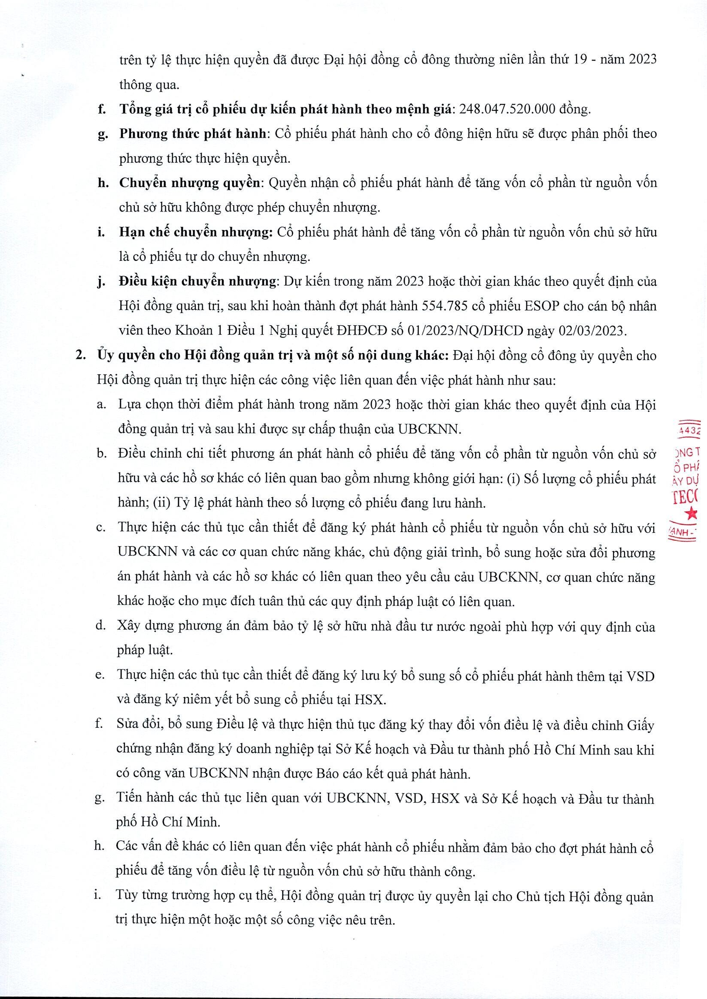 trên tỷ lệ thực hiện quyền đã được Đại hội đồng cổ đông thường niên lần thứ 19 - năm 2023
thông qua.
f. Tổng giá trị cổ phiếu dự kiến phát hành theo mệnh giá: 248.047.520.000 đồng.
g. Phương thức phát hành: Cổ phiếu phát hành cho cổ đông hiện hữu sẽ được phân phối theo
phương thức thực hiện quyền.
h. Chuyển nhượng quyền: Quyền nhận cổ phiếu phát hành để tăng vốn cổ phần từ nguồn vốn
chủ sở hữu không được phép chuyển nhượng.
i. Hạn chế chuyển nhượng: Cổ phiếu phát hành để tăng vốn cổ phần từ nguồn vốn chủ sở hữu
là cổ phiếu tự do chuyển nhượng.
j. Điều kiện chuyển nhượng: Dự kiến trong năm 2023 hoặc thời gian khác theo quyết định của
Hội đồng quản trị, sau khi hoàn thành đợt phát hành 554.785 cổ phiếu ESOP cho cán bộ nhân
viên theo Khoản 1 Điều 1 Nghị quyết ĐHĐCĐ số 01/2023/NQ/DHCD ngày 02/03/2023.
2. Ủy quyền cho Hội đồng quản trị và một số nội dung khác: Đại hội đồng cổ đông ủy quyền cho
Hội đồng quản trị thực hiện các công việc liên quan đến việc phát hành như sau:
a. Lựa chọn thời điểm phát hành trong năm 2023 hoặc thời gian khác theo quyết định của Hội
đồng quản trị và sau khi được sự chấp thuận của UBCKNN.
b. Điều chỉnh chi tiết phương án phát hành cổ phiếu để tăng vốn cổ phần từ nguồn vốn chủ sở
hữu và các hồ sơ khác có liên quan bao gồm nhưng không giới hạn: (i) Số lượng cổ phiếu phát
hành; (ii) Tỷ lệ phát hành theo số lượng cổ phiếu đang lưu hành.
c. Thực hiện các thủ tục cần thiết để đăng ký phát hành cổ phiếu từ nguồn vốn chủ sở hữu với
UBCKNN và các cơ quan chức năng khác, chủ động giải trình, bổ sung hoặc sửa đổi phương
án phát hành và các hồ sơ khác có liên quan theo yêu cầu cảu UBCKNN, cơ quan chức năng
khác hoặc cho mục đích tuân thủ các quy định pháp luật có liên quan.
d. Xây dựng phương án đảm bảo tỷ lệ sở hữu nhà đầu tư nước ngoài phù hợp với quy định của
pháp luật.
e. Thực hiện các thủ tục cần thiết để đăng ký lưu ký bổ sung số cổ phiếu phát hành thêm tại VSD
và đăng ký niêm yết bổ sung cổ phiếu tại HSX.
f. Sửa đổi, bổ sung Điều lệ và thực hiện thủ tục đăng ký thay đổi vốn điều lệ và điều chỉnh Giấy
chứng nhận đăng ký doanh nghiệp tại Sở Kế hoạch và Đầu tư thành phố Hồ Chí Minh sau khi
có công văn UBCKNN nhận được Báo cáo kết quả phát hành.
g. Tiến hành các thủ tục liên quan với UBCKNN, VSD, HSX và Sở Kế hoạch và Đầu tư thành
phố Hồ Chí Minh.
h. Các vấn đề khác có liên quan đến việc phát hành cổ phiếu nhằm đảm bảo cho đợt phát hành cổ
phiếu để tăng vốn điều lệ từ nguồn vốn chủ sở hữu thành công.
i. Tùy từng trường hợp cụ thể, Hội đồng quản trị được ủy quyền lại cho Chủ tịch Hội đồng quản
trị thực hiện một hoặc một số công việc nêu trên.
4432
ÔNG T
Ổ PHẦ
ÂY DỰ
TECC
ANH -